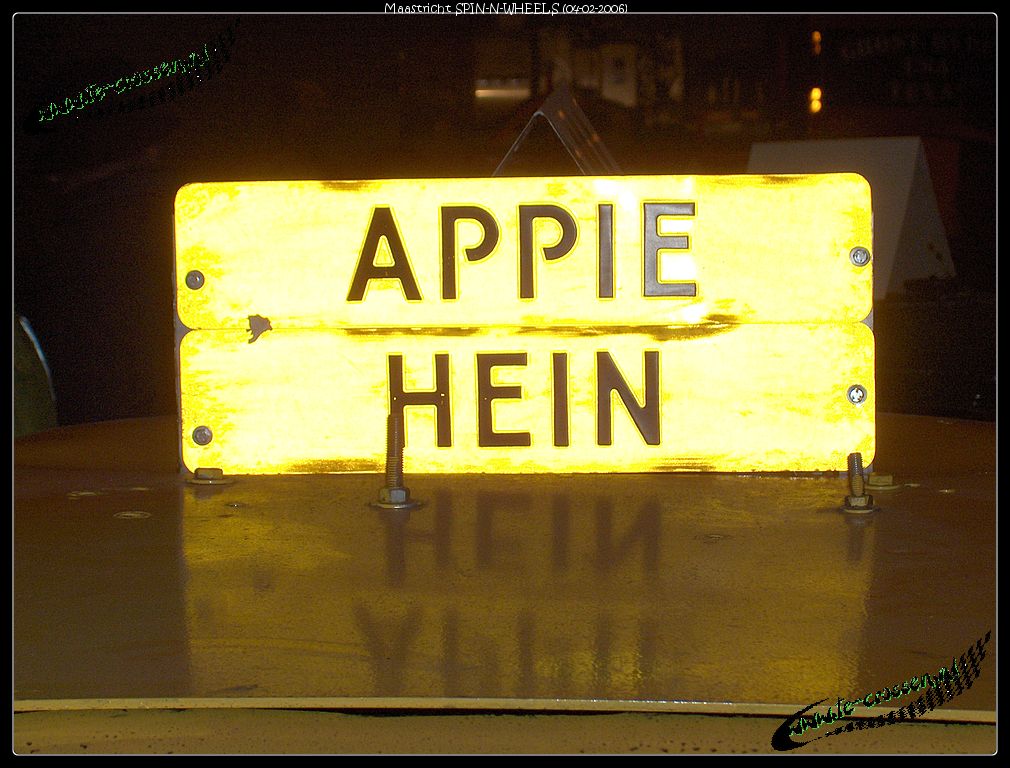 Maastricht SPIN-N-WHEELS (04-02-2006)
APPIE
HEIN